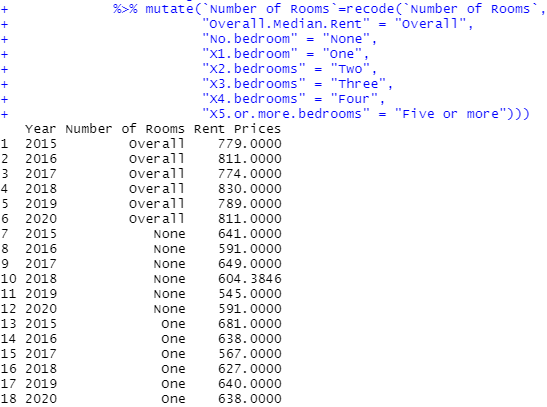 + %>% mutate(`Number of Rooms`=recode(`Number of Rooms`,
+ "Overall.Median.Rent" = "Overall",
+ "No.bedroom" = "None",
+ "X1.bedroom" = "One",
+ "X2.bedrooms" = "Two",
+ "X3.bedrooms" = "Three",
+ "X4.bedrooms" = "Four",
+ "X5.or.more.bedrooms" = "Five or more")))
Year Number of Rooms Rent Prices
1 2015 Overall 779.0000
2 2016 Overall 811.0000
3 2017 Overall 774.0000
4 2018 Overall 830.0000
5 2019 Overall 789.0000
6 2020 Overall 811.0000
7 2015 None 641.0000
8 2016 None 591.0000
9 2017 None 649.0000
10 2018 None 604.3846
11 2019 None 545.0000
12 2020 None 591.0000
13 2015 One 681.0000
14 2016 One 638.0000
15 2017 One 567.0000
16 2018 One 627.0000
17 2019 One 640.0000
18 2020 One 638.0000